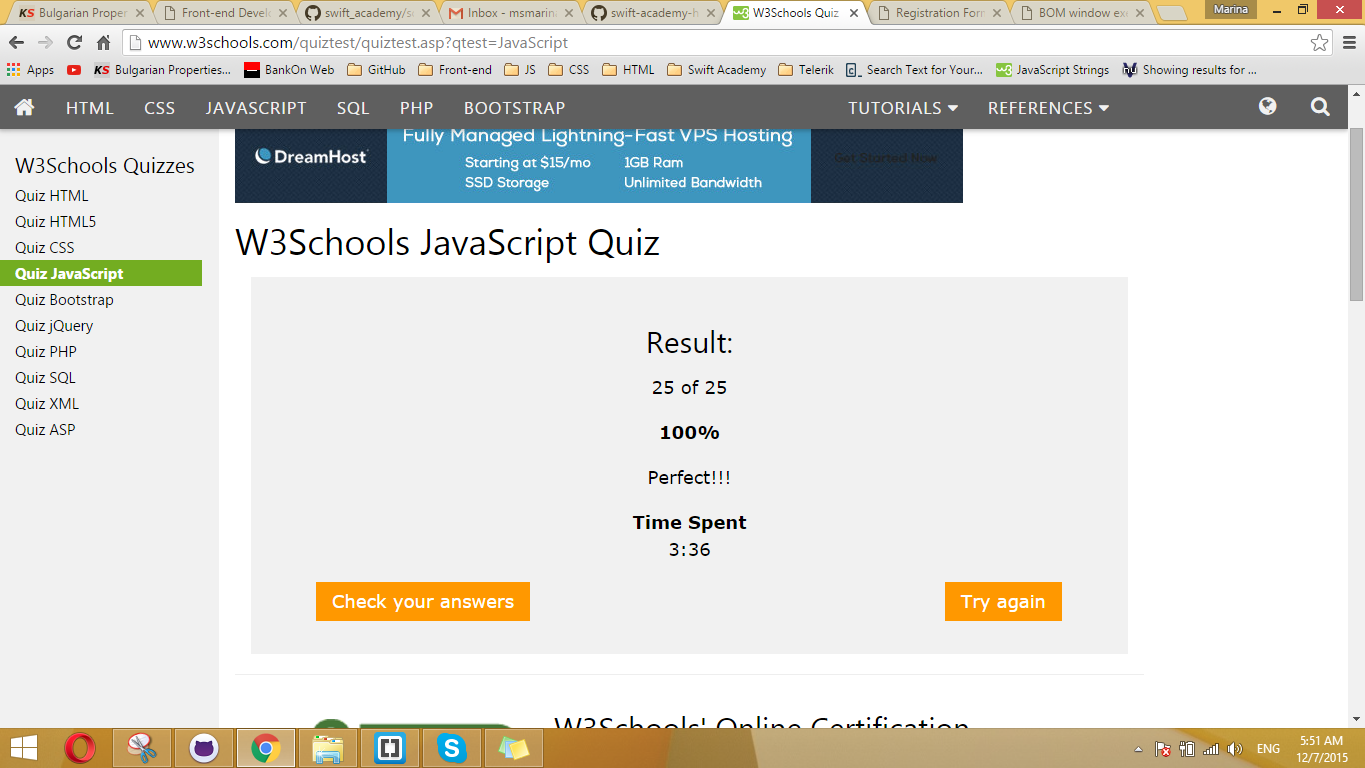 KS Bulgarian Proper
Front-end Devel
swift_academy/s
Inbox - msmarina
swift-academy-h
w3 W3Schools Quiz
Registration Form
BOM window ex
Marina
www.w3schools.com/quiztest/quiztest.asp?qtest=JavaScript
Apps
KS Bulgarian Properties...
BankOn Web
GitHub
Front-end
JS
CSS
HTML
Swift Academy
Telerik
Search Text for Your...
w3 JavaScript Strings
Showing results for ...
HTML CSS JAVASCRIPT SQL PHP BOOTSTRAP TUTORIALS REFERENCES
W3Schools Quizzes
Quiz HTML
Quiz HTML5
Quiz CSS
Quiz JavaScript
Quiz Bootstrap
Quiz jQuery
Quiz PHP
Quiz SQL
Quiz XML
Quiz ASP
DreamHost
Fully Managed Lightning-Fast VPS Hosting
Starting at $15/mo 1GB Ram
SSD Storage Unlimited Bandwidth
Get Started Now
W3Schools JavaScript Quiz
Result:
25 of 25
100%
Perfect!!!
Time Spent
3:36
Check your answers
Try again
W3Schools' Online Certification
ENG
5:51 AM
12/7/2015